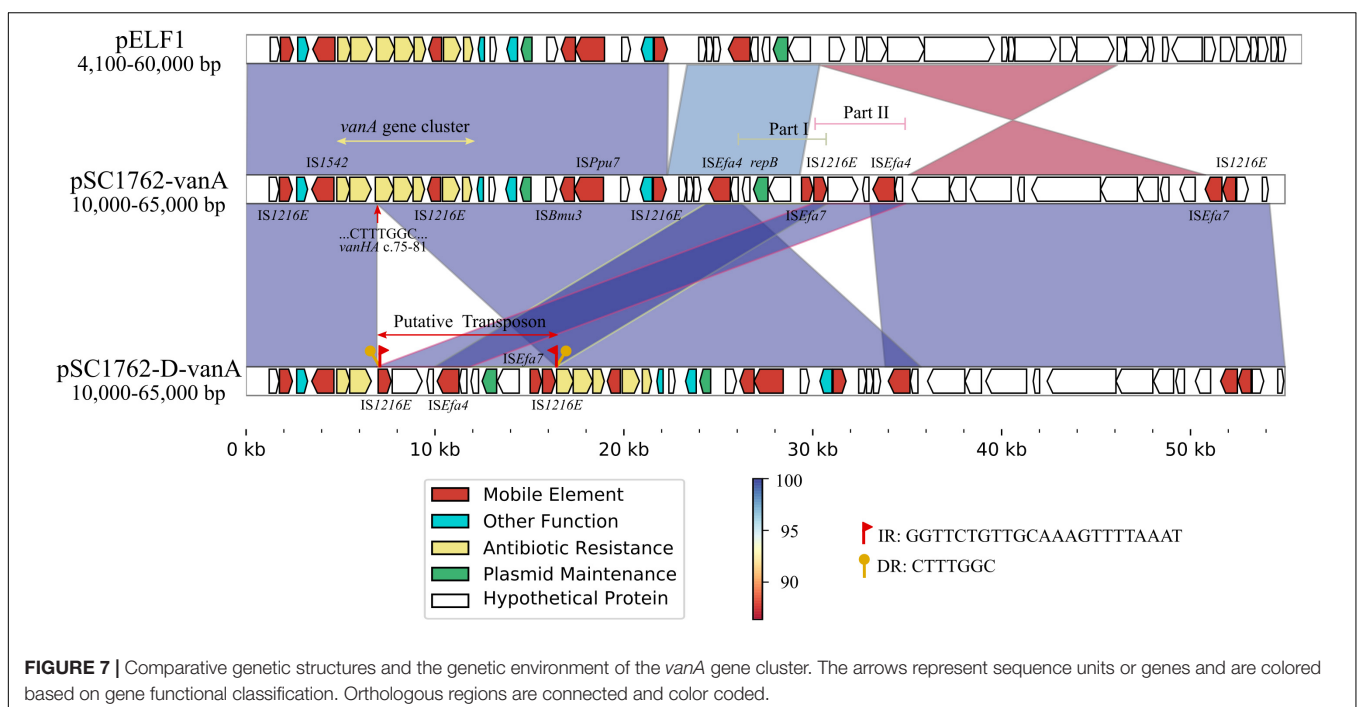 pELF1
4,100-60,000 bp
vanA gene cluster
Part I
Part II
IS1542
ISPpu7
ISEfa4
repB
IS1216E
ISEfa4
IS1216E
pSC1762-vanA
10,000-65,000 bp
IS1216E
IS1216E
ISBmu3
IS1216E
ISEfa7
ISEfa7
...CTTTGGC...
vanHA c.75-81
Putative Transposon
ISEfa7
pSC1762-D-vanA
10,000-65,000 bp
IS1216E
ISEfa4
IS1216E
0 kb
10 kb
20 kb
30 kb
40 kb
50 kb
Mobile Element
Other Function
Antibiotic Resistance
Plasmid Maintenance
Hypothetical Protein
100
95
90
IR: GGTTCTGTTGCAAAGTTTTAAAT
DR: CTTTGGC
FIGURE 7 | Comparative genetic structures and the genetic environment of the vanA gene cluster. The arrows represent sequence units or genes and are colored
based on gene functional classification. Orthologous regions are connected and color coded.